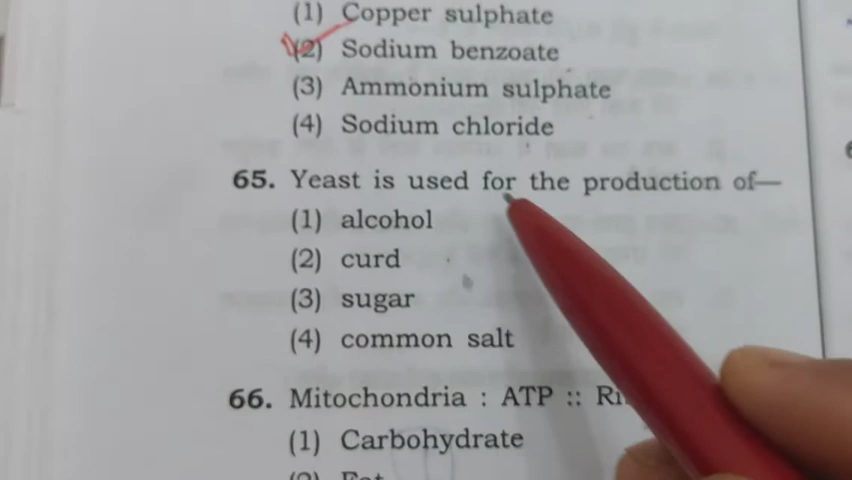 (1) Copper sulphate
(2) Sodium benzoate
(3) Ammonium sulphate
(4) Sodium chloride
65. Yeast is used for the production of—
(1) alcohol
(2) curd
(3) sugar
(4) common salt
66. Mitochondria : ATP ::
(1) Carbohydrate